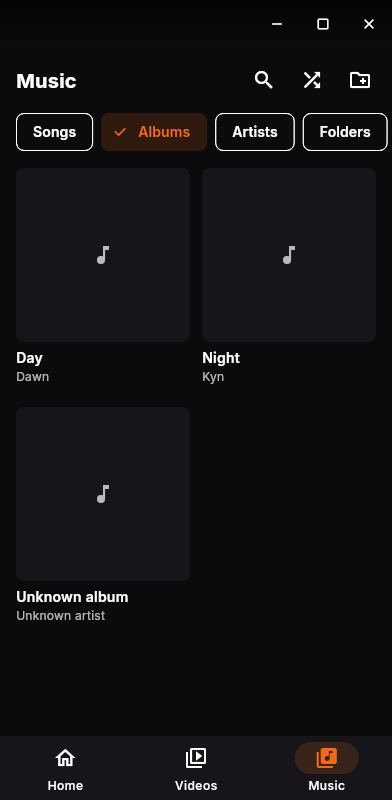 Music
Songs Albums Artists Folders
Day Night
Dawn Kyn
Unknown album
Unknown artist
Home Videos Music